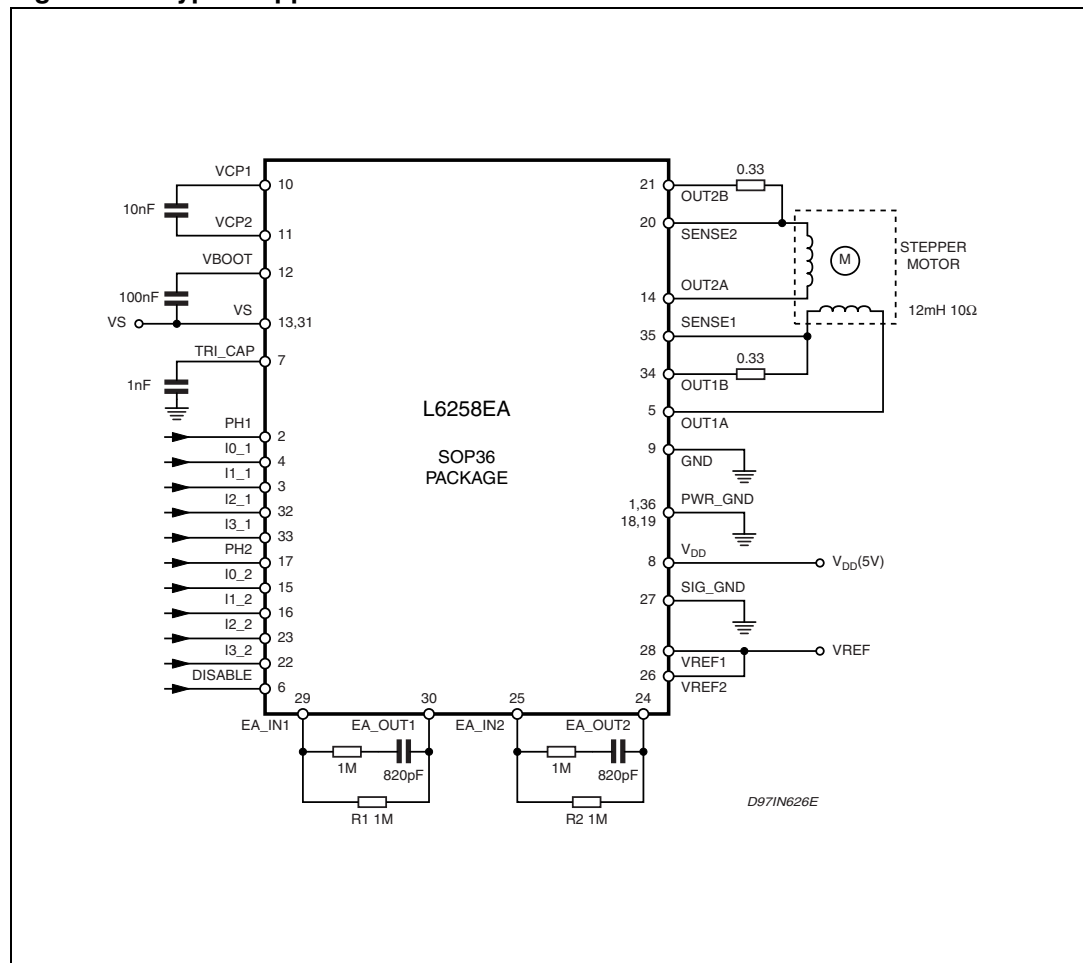 VCP1
10
10nF
VCP2
11
VBOOT
12
100nF
VS
VS
13,31
TRI_CAP
7
1nF
PH1
2
I0_1
4
I1_1
3
I2_1
32
I3_1
33
PH2
17
I0_2
15
I1_2
16
I2_2
23
I3_2
22
DISABLE
6
L6258EA
SOP36
PACKAGE
0.33
21
OUT2B
20
SENSE2
M
STEPPER
MOTOR
14
OUT2A
12mH 10Ω
35
SENSE1
0.33
34
OUT1B
5
OUT1A
9
GND
1,36
18,19
PWR_GND
8
VDD
VDD(5V)
27
SIG_GND
28
VREF1
VREF
26
VREF2
29
30
25
24
EA_IN1
EA_OUT1
EA_IN2
EA_OUT2
1M
820pF
1M
820pF
R1 1M
R2 1M
D97IN626E